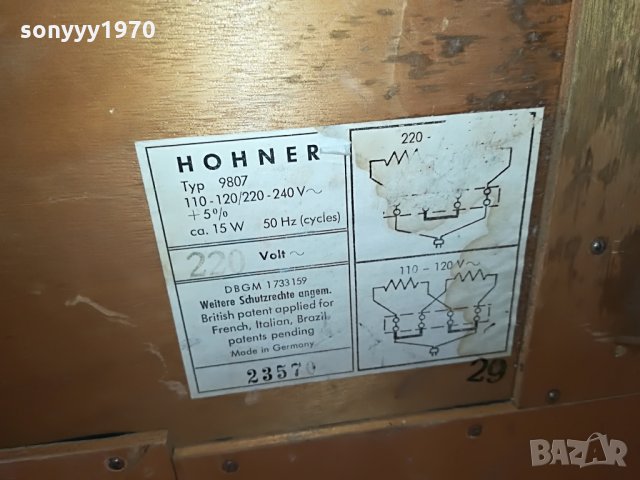 sonyyy1970
HOHNER
Typ 9807
110-120/220-240 V~
+5%
ca. 15 W 50 Hz (cycles)
220 Volt ~
DBGM 1733159
Weitere Schutzrechte angem.
British patent applied for
French, Italian, Brazil.
patents pending
Made in Germany
23570
220 -
110 - 120 V~
29
BAZAR